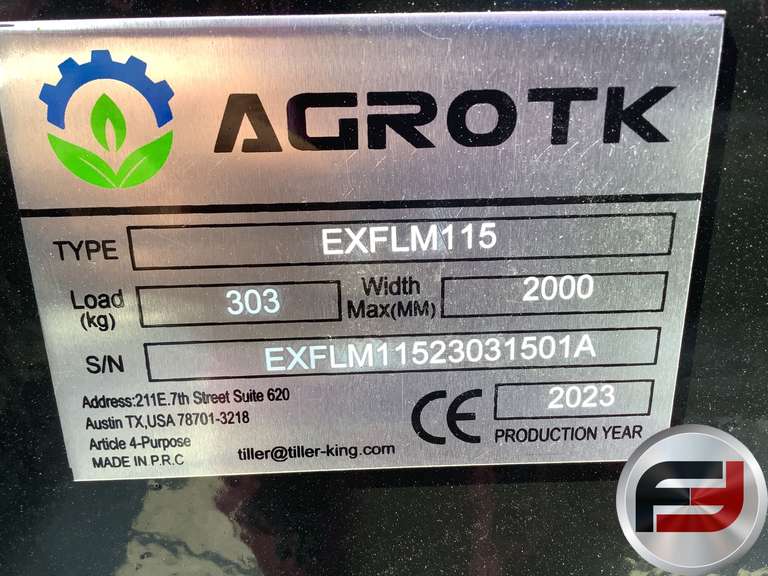 AGROTK
TYPE EXFLM115
Load (kg) 303 Width Max(MM) 2000
S/N EXFLM11523031501A
Address:211E.7th Street Suite 620
Austin TX,USA 78701-3218
Article 4-Purpose
MADE IN P.R.C
tiller@tiller-king.com
CE
2023
PRODUCTION YEAR